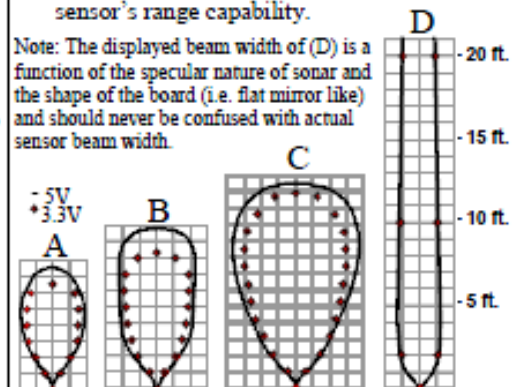 sensor's range capability.
Note: The displayed beam width of (D) is a
function of the specular nature of sonar and
the shape of the board (i.e. flat mirror like)
and should never be confused with actual
sensor beam width.
D
- 20 ft.
- 15 ft.
C
- 5V
3.3V
B
- 10 ft.
A
- 5 ft.